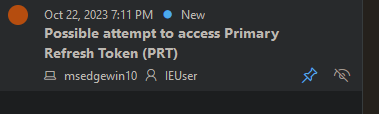 Oct 22, 2023 7:11 PM New
Possible attempt to access Primary
Refresh Token (PRT)
msedgewin10 IEUser